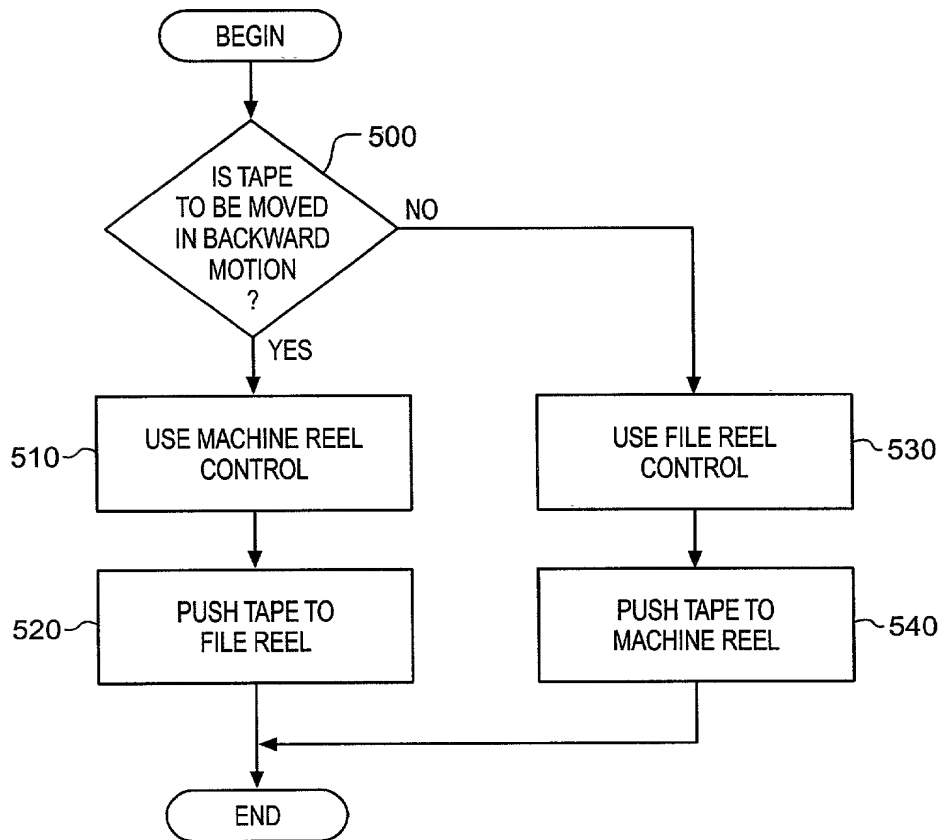 BEGIN
500
IS TAPE
TO BE MOVED
IN BACKWARD
MOTION
?
NO
YES
510
USE MACHINE REEL
CONTROL
USE FILE REEL
CONTROL
530
520
PUSH TAPE TO
FILE REEL
PUSH TAPE TO
MACHINE REEL
540
END